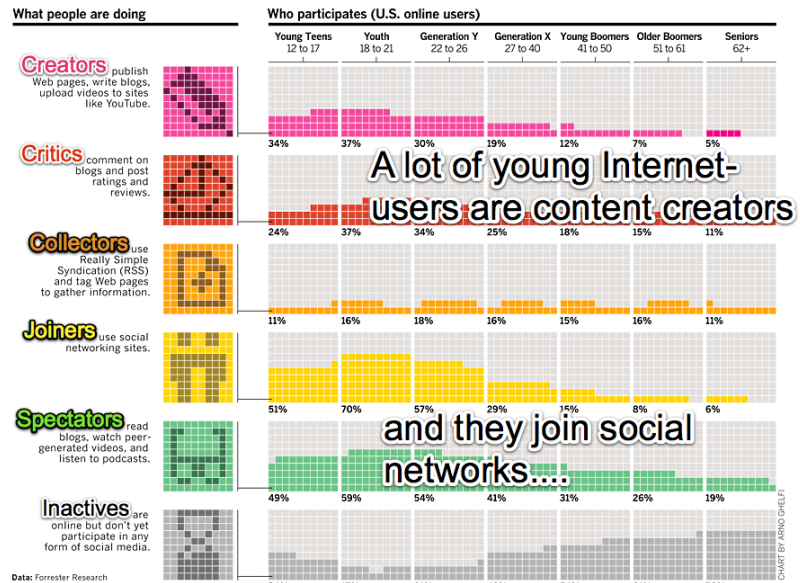 What people are doing
Who participates (U.S. online users)
Young Teens Youth Generation Y Generation X Young Boomers Older Boomers Seniors
12 to 17 18 to 21 22 to 26 27 to 40 41 to 50 51 to 61 62+
Creators publish
Web pages, write blogs,
upload videos to sites
like YouTube.
34% 37% 30% 19% 12% 7% 5%
Critics comment on
blogs and post
ratings and
reviews.
A lot of young Internet-
users are content creators
24% 37% 34% 25% 18% 15% 11%
Collectors use
Really Simple
Syndication (RSS)
and tag Web pages
to gather information.
11% 16% 18% 16% 15% 16% 11%
Joiners use social
networking sites.
51% 70% 57% 29% 15% 8% 6%
Spectators read
blogs, watch peer-
generated videos, and
listen to podcasts.
and they join social
networks....
49% 59% 54% 41% 31% 26% 19%
Inactives are
online but don't yet
participate in any
form of social media.
Data: Forrester Research
CHART BY ARNO GHELFI